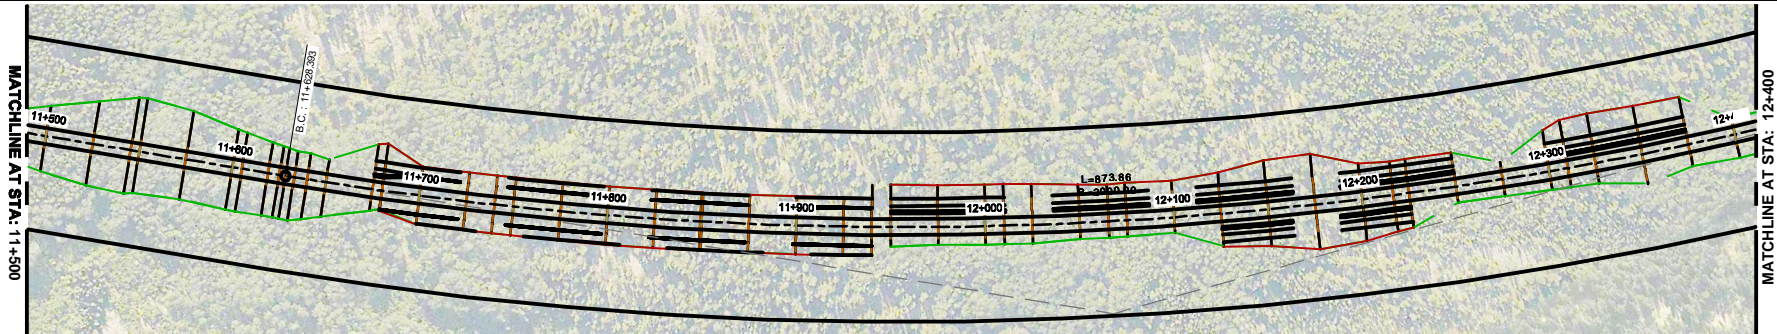 MATCHLINE AT STA: 11+500
11+500
B.C. : 11+628.393
11+600
11+700
11+800
11+900
12+000
L=873.86
12+100
12+200
12+300
MATCHLINE AT STA: 12+400